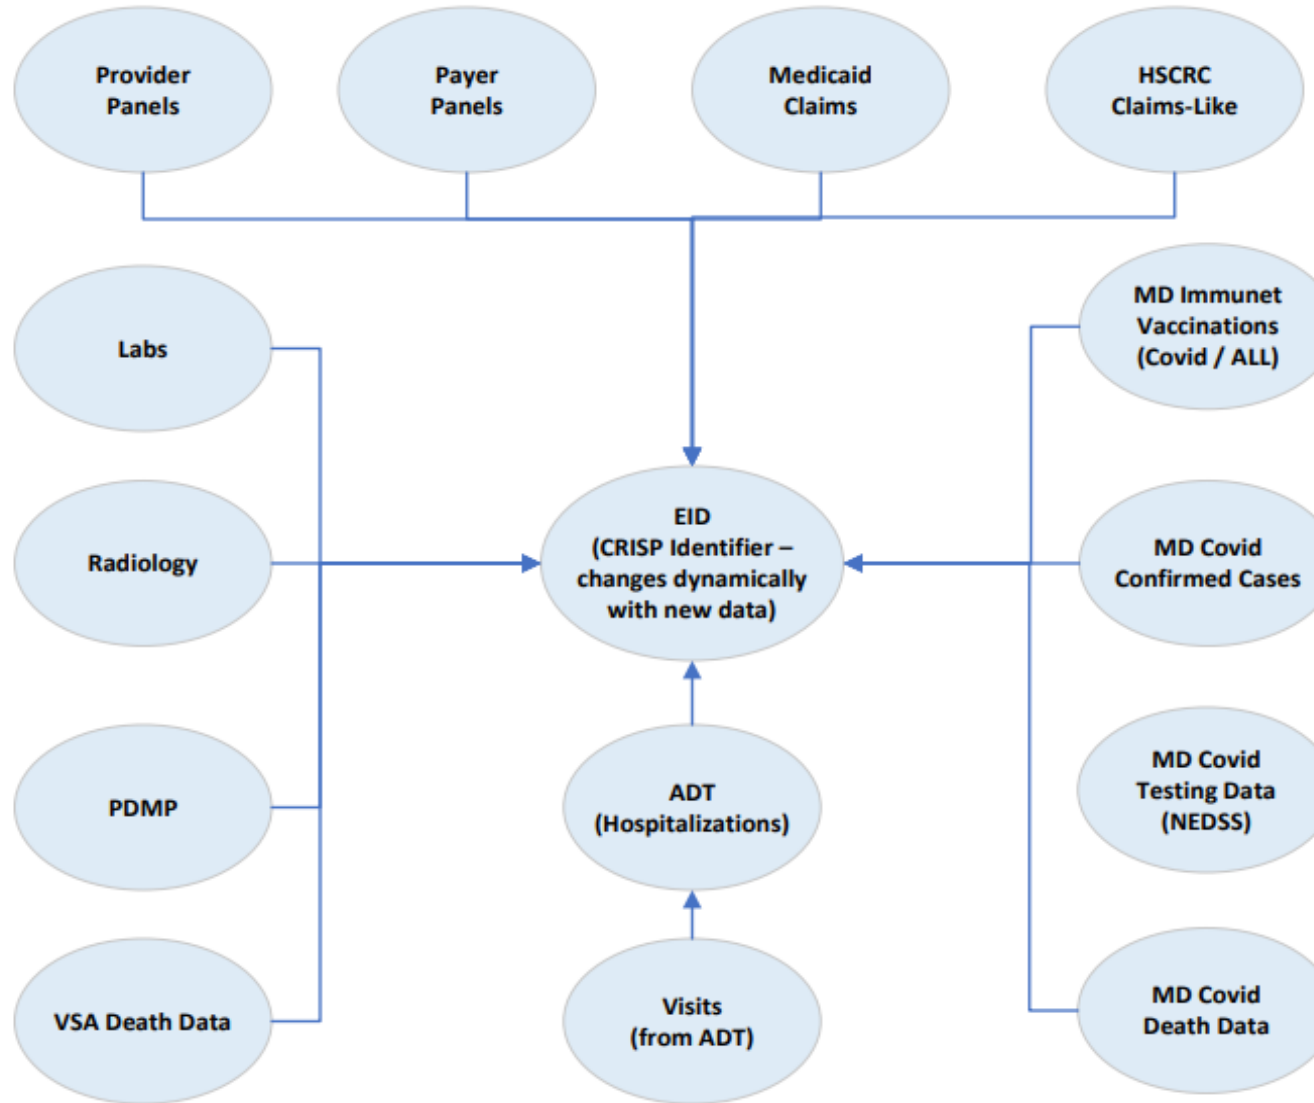 Provider
Panels
Payer
Panels
Medicaid
Claims
HSCRC
Claims-Like
Labs
MD Immunet
Vaccinations
(Covid / ALL)
Radiology
EID
(CRISP Identifier –
changes dynamically
with new data)
MD Covid
Confirmed Cases
PDMP
ADT
(Hospitalizations)
MD Covid
Testing Data
(NEDSS)
VSA Death Data
Visits
(from ADT)
MD Covid
Death Data